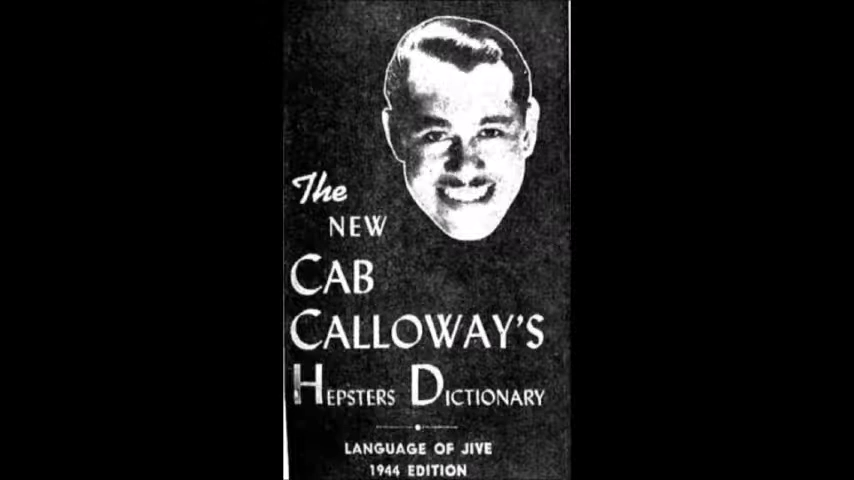 The
NEW
CAB
CALLOWAY'S
HEPSTERS DICTIONARY
LANGUAGE OF JIVE
1944 EDITION